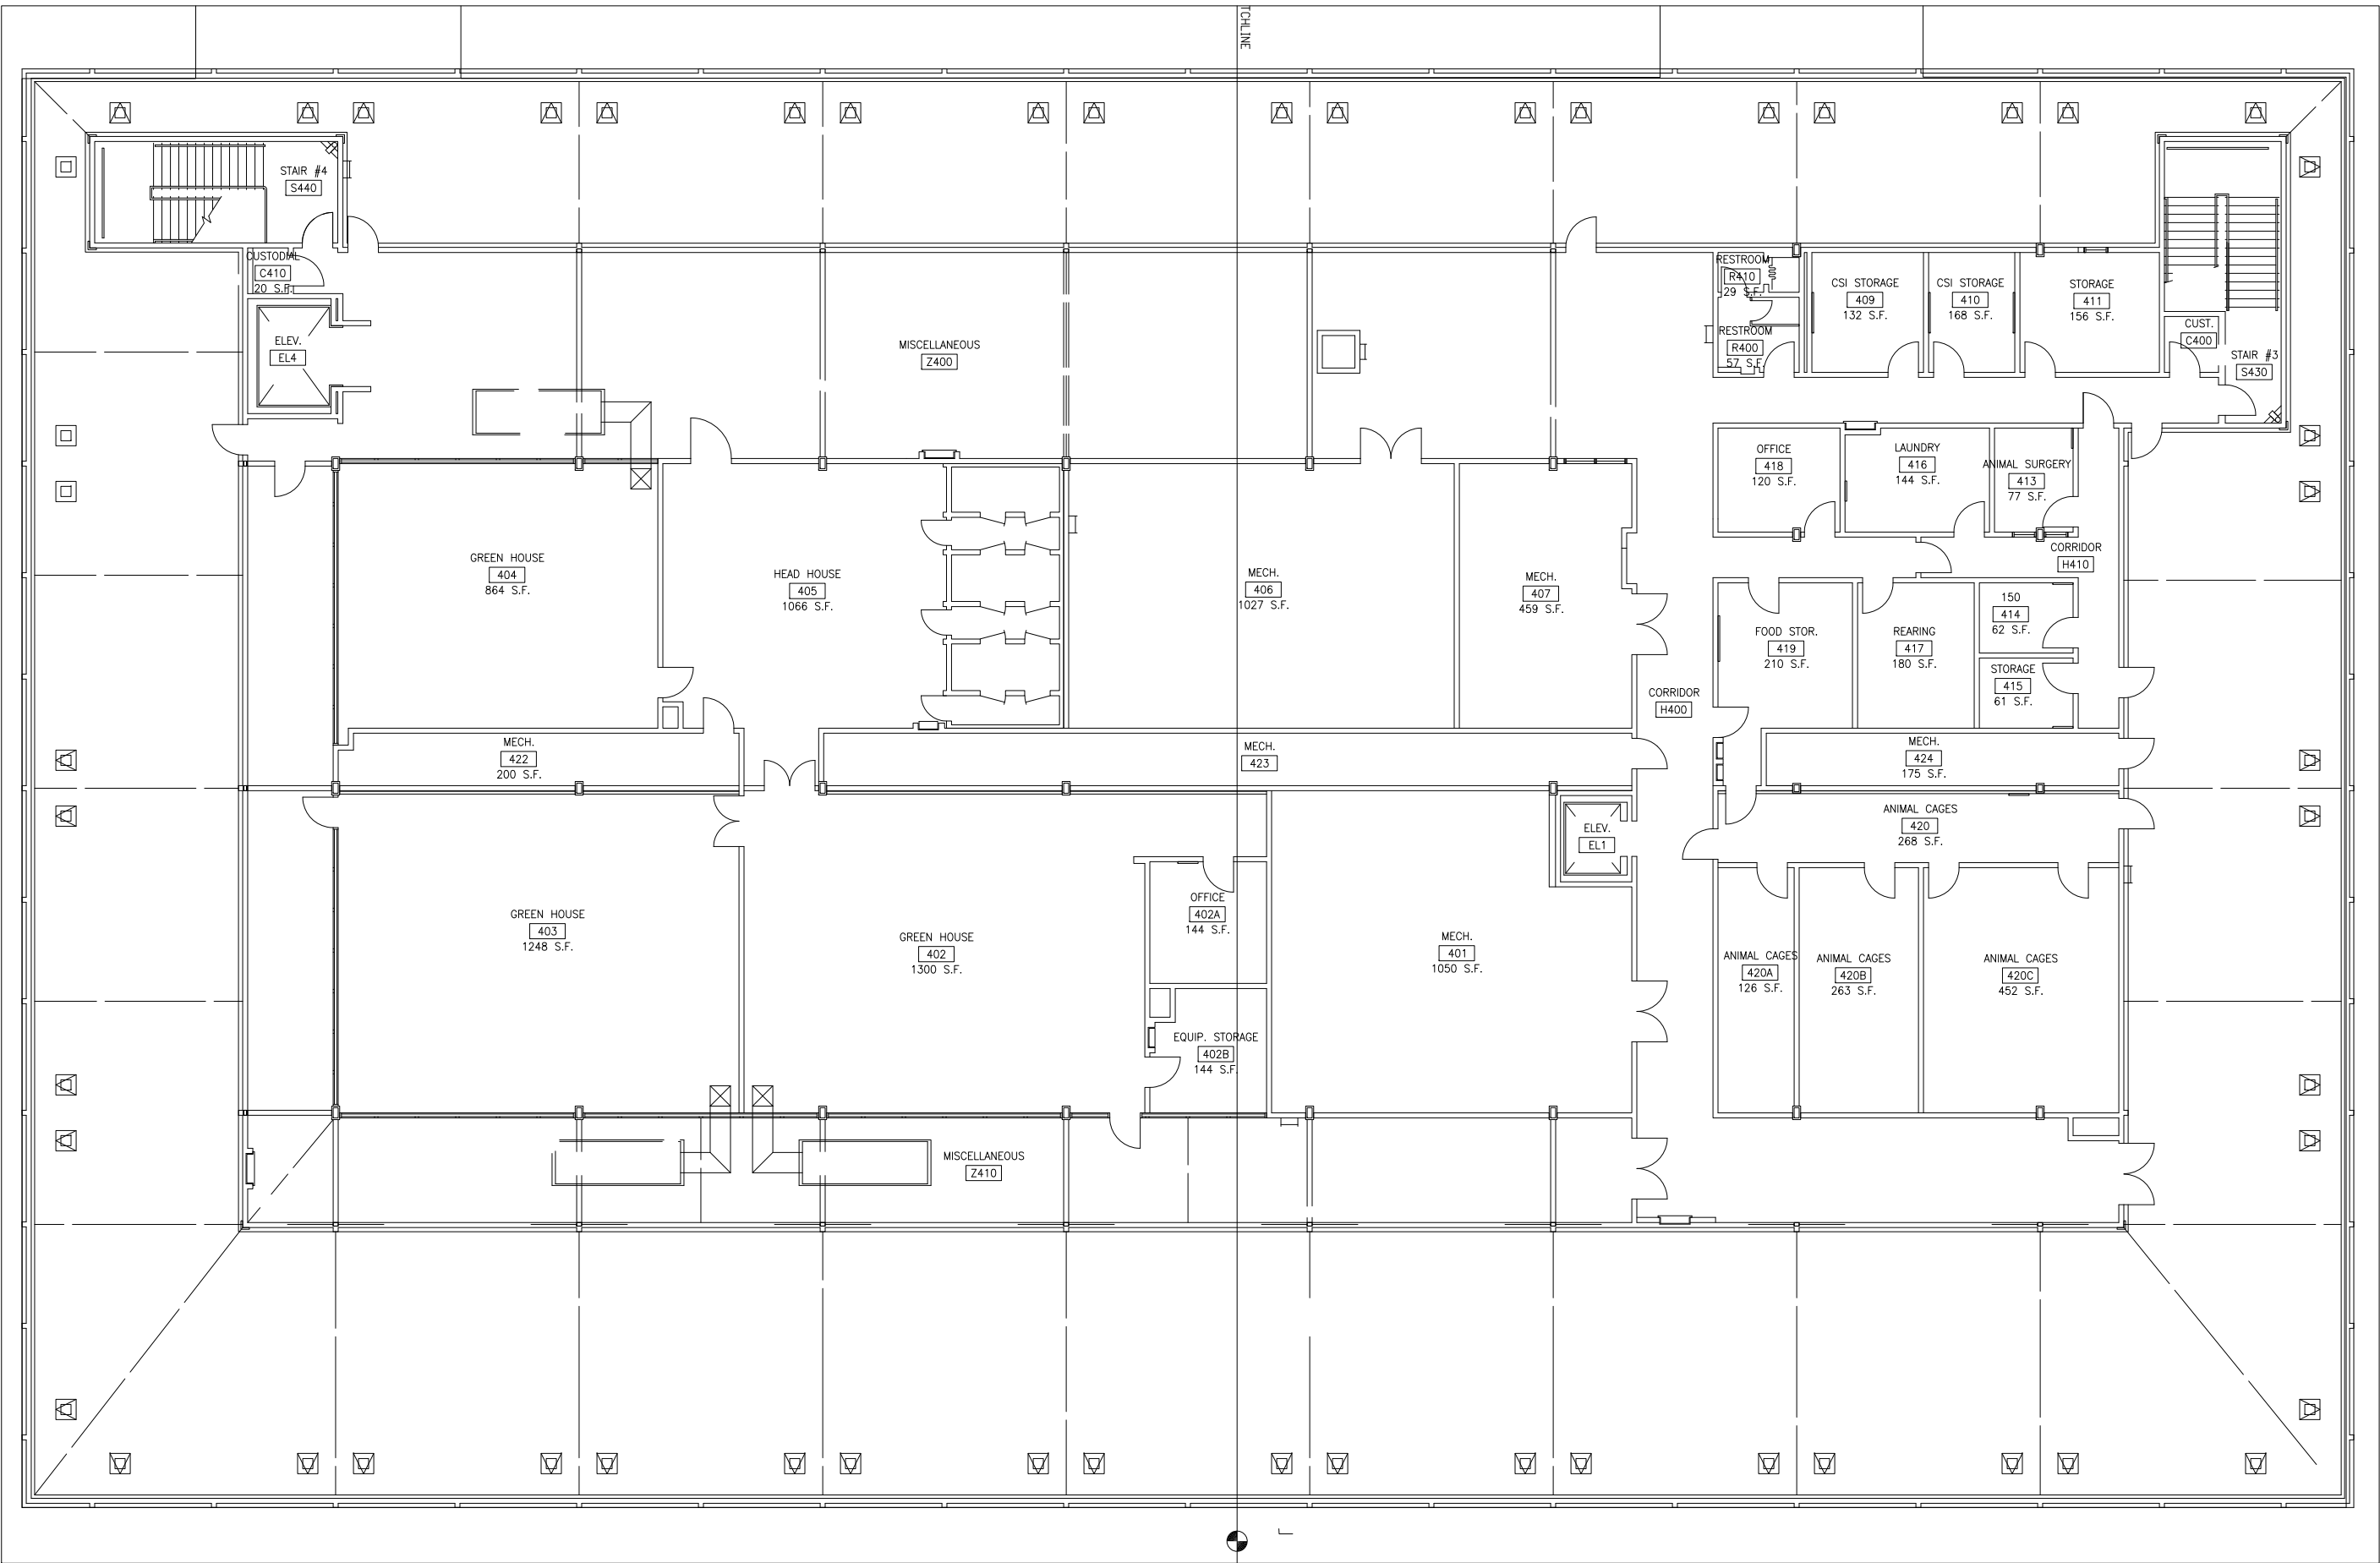 TCHLINE
STAIR #4
S440
CUSTODIAL
C410
20 S.F.
ELEV.
EL4
MISCELLANEOUS
Z400
RESTROOM
R410
29 S.F.
RESTROOM
R400
57 S.F.
CSI STORAGE
409
132 S.F.
CSI STORAGE
410
168 S.F.
STORAGE
411
156 S.F.
CUST.
C400
STAIR #3
S430
OFFICE
418
120 S.F.
LAUNDRY
416
144 S.F.
ANIMAL SURGERY
413
77 S.F.
CORRIDOR
H410
GREEN HOUSE
404
864 S.F.
HEAD HOUSE
405
1066 S.F.
MECH.
406
1027 S.F.
MECH.
407
459 S.F.
150
414
62 S.F.
FOOD STOR.
419
210 S.F.
REARING
417
180 S.F.
STORAGE
415
61 S.F.
CORRIDOR
H400
MECH.
422
200 S.F.
MECH.
423
MECH.
424
175 S.F.
ANIMAL CAGES
420
268 S.F.
ELEV.
EL1
OFFICE
402A
144 S.F.
GREEN HOUSE
403
1248 S.F.
GREEN HOUSE
402
1300 S.F.
MECH.
401
1050 S.F.
ANIMAL CAGES
420A
126 S.F.
ANIMAL CAGES
420B
263 S.F.
ANIMAL CAGES
420C
452 S.F.
EQUIP. STORAGE
402B
144 S.F.
MISCELLANEOUS
Z410